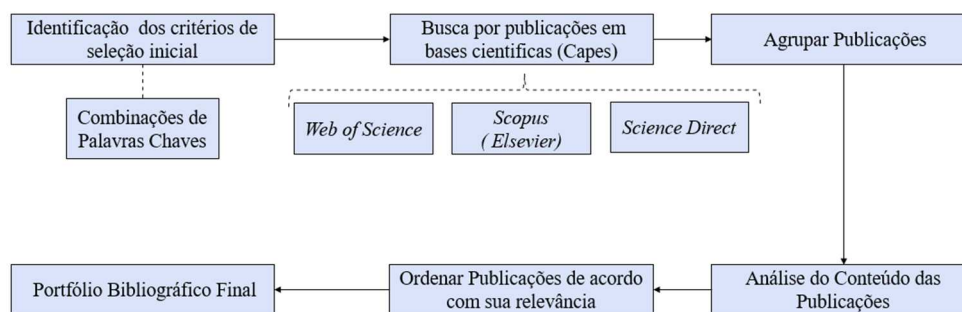 Identificação dos critérios de
seleção inicial
Busca por publicações em
bases cientificas (Capes)
Agrupar Publicações
Combinações de
Palavras Chaves
Web of Science
Scopus
( Elsevier)
Science Direct
Portfólio Bibliográfico Final
Ordenar Publicações de acordo
com sua relevância
Análise do Conteúdo das
Publicações